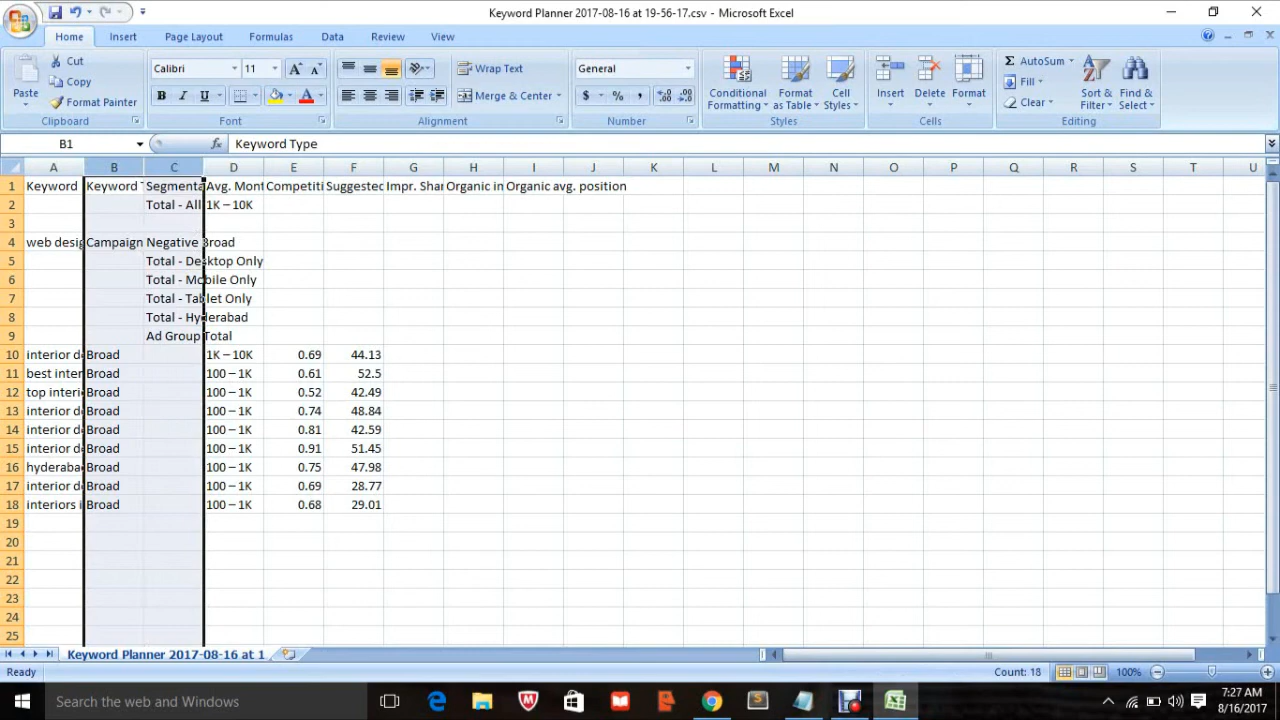 Keyword Planner 2017-08-16 at 19-56-17.csv - Microsoft Excel
Home Insert Page Layout Formulas Data Review View
Cut
Copy
Format Painter
Paste
Clipboard
Calibri 11
B I U A A A
Font
Wrap Text
Merge & Center
Alignment
General
$ % ,
Number
Conditional Formatting
Format as Table
Cell Styles
Styles
Insert Delete Format
Cells
Σ AutoSum
Fill
Clear
Sort & Filter
Find & Select
Editing
B1 fx Keyword Type
A B C D E F G H I J K L M N O P Q R S T U
1 Keyword Keyword Segmenta Avg. Mont Competiti Suggested Impr. Shar Organic in Organic avg. position
2 Total - All 1K – 10K
3
4 web desig Campaign Negative Broad
5 Total - Desktop Only
6 Total - Mobile Only
7 Total - Tablet Only
8 Total - Hyderabad
9 Ad Group Total
10 interior d Broad 1K – 10K 0.69 44.13
11 best inter Broad 100 – 1K 0.61 52.5
12 top interi Broad 100 – 1K 0.52 42.49
13 interior d Broad 100 – 1K 0.74 48.84
14 interior d Broad 100 – 1K 0.81 42.59
15 interior d Broad 100 – 1K 0.91 51.45
16 hyderaba Broad 100 – 1K 0.75 47.98
17 interior d Broad 100 – 1K 0.69 28.77
18 interiors i Broad 100 – 1K 0.68 29.01
19
20
21
22
23
24
25
Keyword Planner 2017-08-16 at 1
Ready Count: 18 100%
Search the web and Windows
7:27 AM
8/16/2017